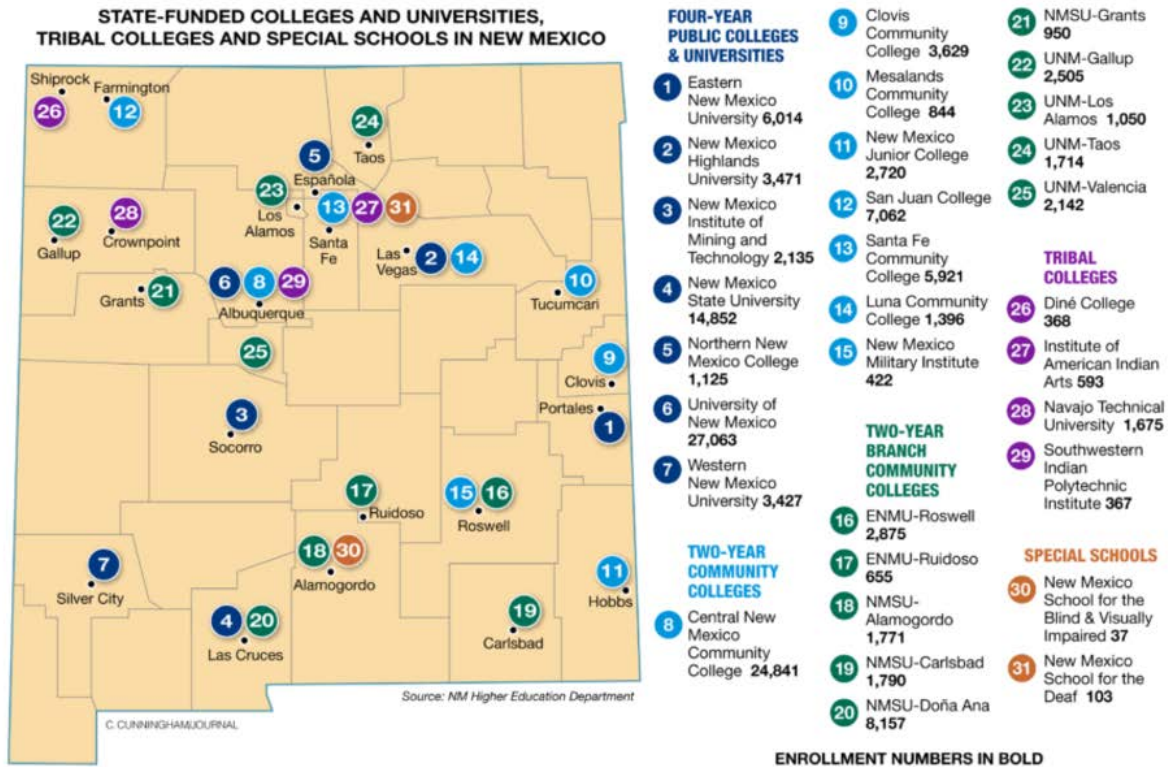 STATE-FUNDED COLLEGES AND UNIVERSITIES,
TRIBAL COLLEGES AND SPECIAL SCHOOLS IN NEW MEXICO
Shiprock
Farmington
26
12
24
Taos
5
Española
23
Los
Alamos
13 27 31
Santa
Fe
22
Gallup
28
Crownpoint
Las
Vegas
2 14
Grants 21
6 8 29
Albuquerque
10
Tucumcari
25
9
Clovis
Portales
1
3
Socorro
17
Ruidoso
15 16
Roswell
18 30
Alamogordo
7
Silver City
11
Hobbs
4 20
Las Cruces
19
Carlsbad
Source: NM Higher Education Department
C. CUNNINGHAM/JOURNAL
FOUR-YEAR
PUBLIC COLLEGES
& UNIVERSITIES
1 Eastern
New Mexico
University 6,014
2 New Mexico
Highlands
University 3,471
3 New Mexico
Institute of
Mining and
Technology 2,135
4 New Mexico
State University
14,852
5 Northern New
Mexico College
1,125
6 University of
New Mexico
27,063
7 Western
New Mexico
University 3,427
TWO-YEAR
COMMUNITY
COLLEGES
8 Central New
Mexico
Community
College 24,841
9 Clovis
Community
College 3,629
10 Mesalands
Community
College 844
11 New Mexico
Junior College
2,720
12 San Juan College
7,062
13 Santa Fe
Community
College 5,921
14 Luna Community
College 1,396
15 New Mexico
Military Institute
422
TWO-YEAR
BRANCH
COMMUNITY
COLLEGES
16 ENMU-Roswell
2,875
17 ENMU-Ruidoso
655
18 NMSU-
Alamogordo
1,771
19 NMSU-Carlsbad
1,790
20 NMSU-Doña Ana
8,157
21 NMSU-Grants
950
22 UNM-Gallup
2,505
23 UNM-Los
Alamos 1,050
24 UNM-Taos
1,714
25 UNM-Valencia
2,142
TRIBAL
COLLEGES
26 Diné College
368
27 Institute of
American Indian
Arts 593
28 Navajo Technical
University 1,675
29 Southwestern
Indian
Polytechnic
Institute 367
SPECIAL SCHOOLS
30 New Mexico
School for the
Blind & Visually
Impaired 37
31 New Mexico
School for the
Deaf 103
ENROLLMENT NUMBERS IN BOLD